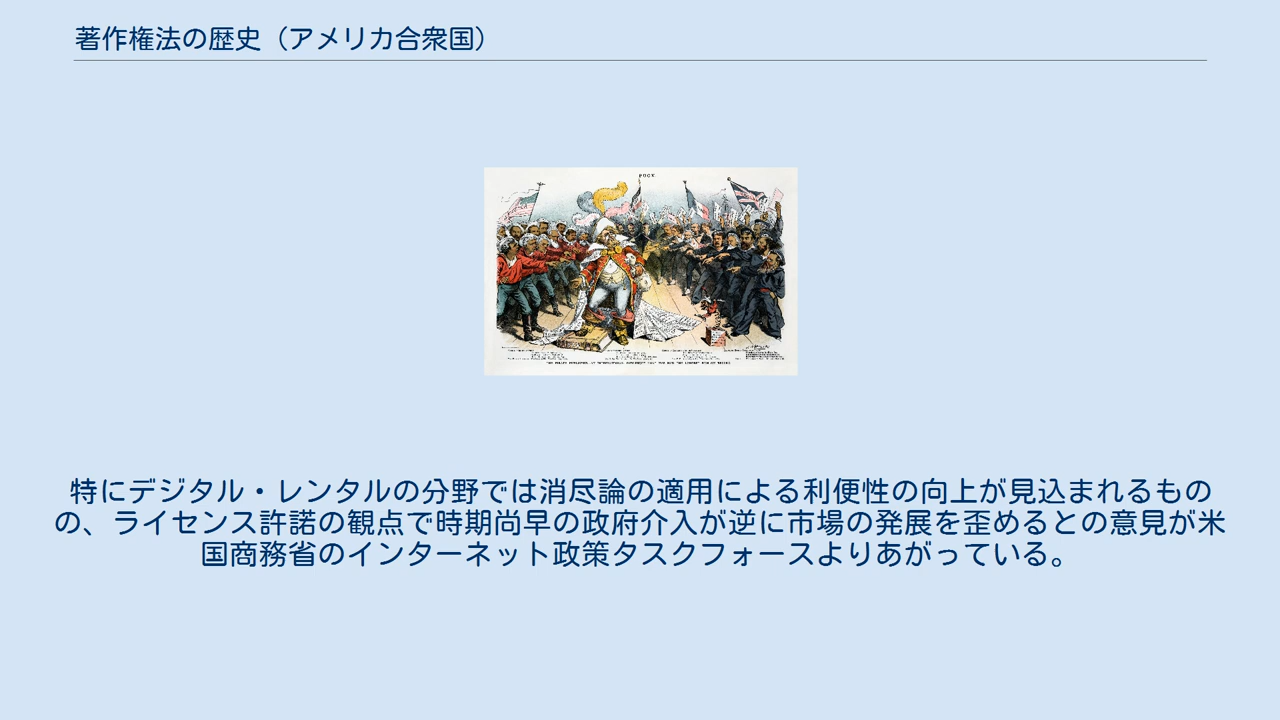 著作権法の歴史（アメリカ合衆国）
PUCK
特にデジタル・レンタルの分野では消尽論の適用による利便性の向上が見込まれるもの
の、ライセンス許諾の観点で時期尚早の政府介入が逆に市場の発展を歪めるとの意見が米
国商務省のインターネット政策タスクフォースよりあがっている。